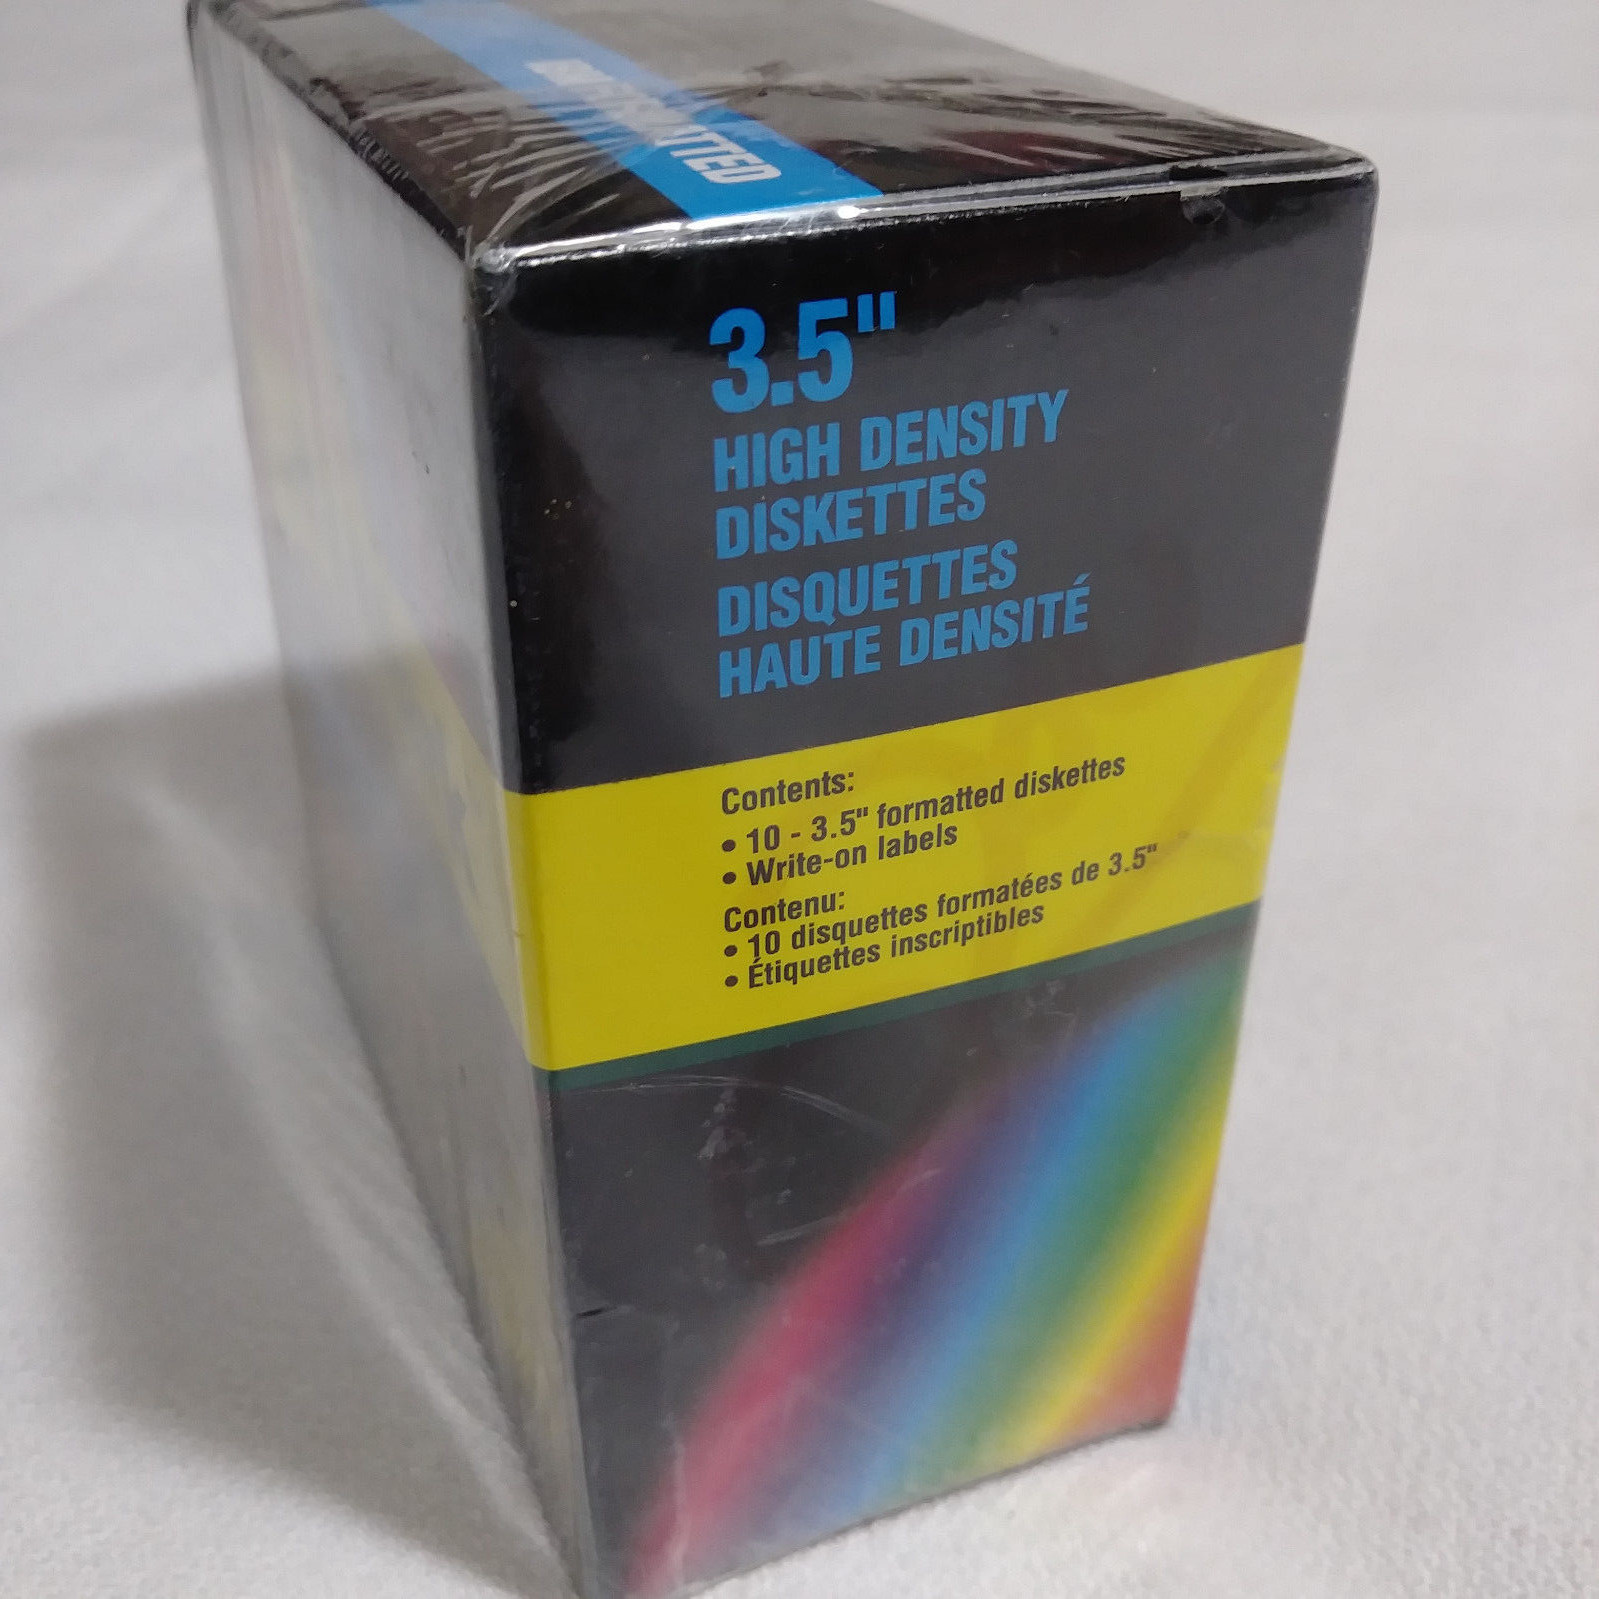 3.5"
HIGH DENSITY
DISKETTES
DISQUETTES
HAUTE DENSITÉ
Contents:
• 10 - 3.5" formatted diskettes
• Write-on labels
Contenu:
• 10 disquettes formatées de 3.5"
• Étiquettes inscriptibles